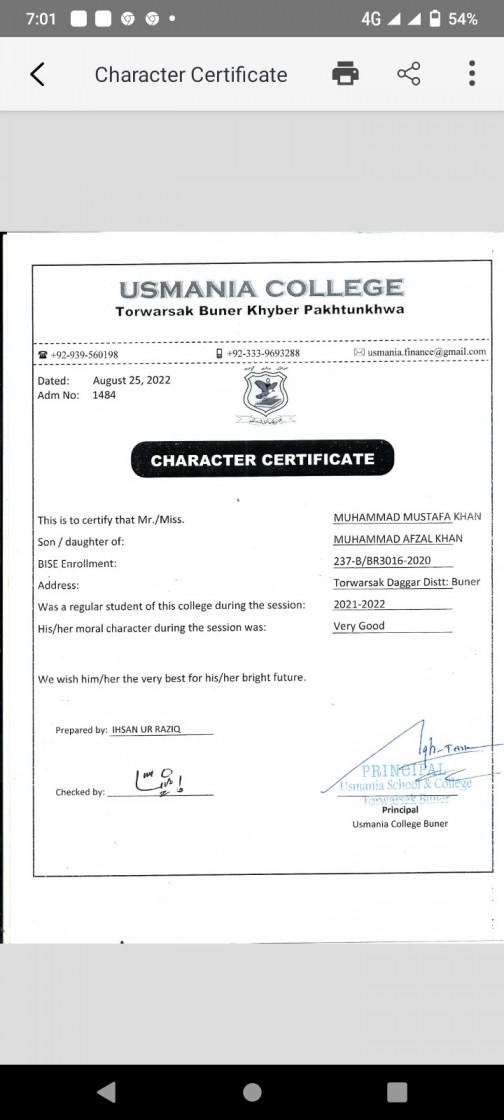 7:01 4G 54%
Character Certificate
USMANIA COLLEGE
Torwarsak Buner Khyber Pakhtunkhwa
+92-939-560198 +92-333-9693288 usmania.finance@gmail.com
Dated: August 25, 2022
Adm No: 1484
CHARACTER CERTIFICATE
This is to certify that Mr./Miss. MUHAMMAD MUSTAFA KHAN
Son / daughter of: MUHAMMAD AFZAL KHAN
BISE Enrollment: 237-B/BR3016-2020
Address: Torwarsak Daggar Distt: Buner
Was a regular student of this college during the session: 2021-2022
His/her moral character during the session was: Very Good
We wish him/her the very best for his/her bright future.
Prepared by: IHSAN UR RAZIQ
Checked by:
PRINCIPAL
Usmania School & College
Torwarsak Buner
Principal
Usmania College Buner